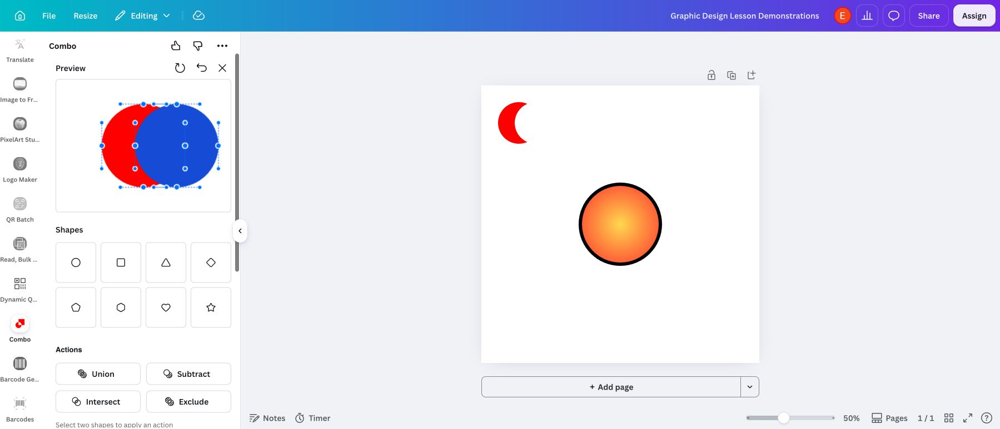 File
Resize
Editing
Graphic Design Lesson Demonstrations
E
Share
Assign
Translate
Image to Fr...
PixelArt Stu...
Logo Maker
QR Batch
Read, Bulk ...
Dynamic Q...
Combo
Barcode Ge...
Barcodes
Combo
Preview
Shapes
Actions
Union
Subtract
Intersect
Exclude
Select two shapes to apply an action
+ Add page
Notes
Timer
50%
Pages
1 / 1